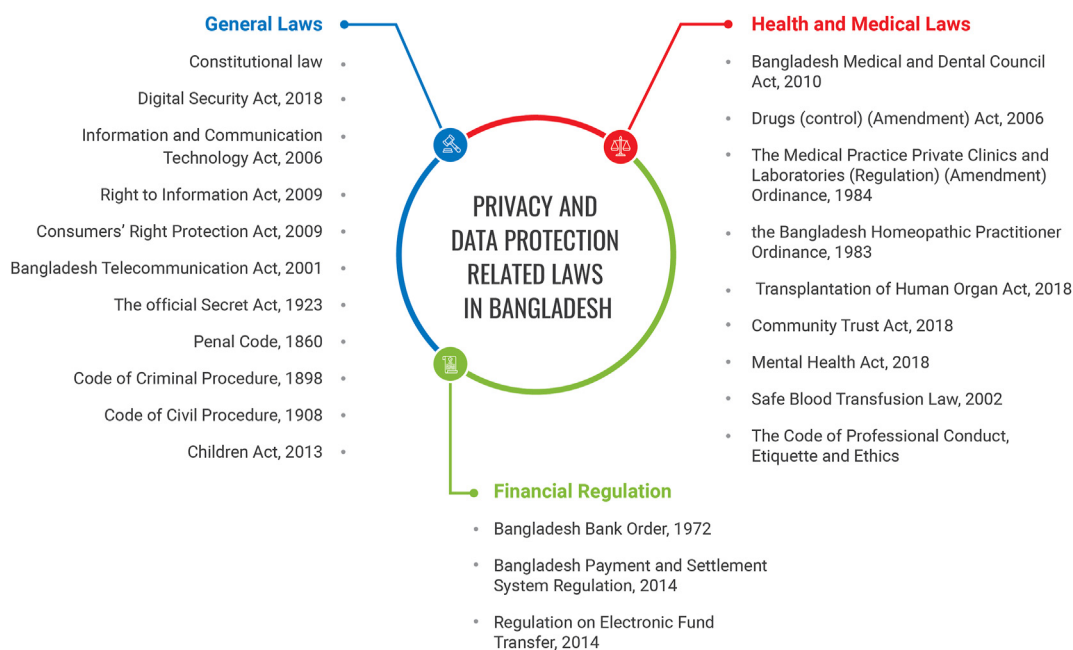 General Laws
Constitutional law
Digital Security Act, 2018
Information and Communication
Technology Act, 2006
Right to Information Act, 2009
Consumers' Right Protection Act, 2009
Bangladesh Telecommunication Act, 2001
The official Secret Act, 1923
Penal Code, 1860
Code of Criminal Procedure, 1898
Code of Civil Procedure, 1908
Children Act, 2013
PRIVACY AND
DATA PROTECTION
RELATED LAWS
IN BANGLADESH
Health and Medical Laws
Bangladesh Medical and Dental Council
Act, 2010
Drugs (control) (Amendment) Act, 2006
The Medical Practice Private Clinics and
Laboratories (Regulation) (Amendment)
Ordinance, 1984
the Bangladesh Homeopathic Practitioner
Ordinance, 1983
Transplantation of Human Organ Act, 2018
Community Trust Act, 2018
Mental Health Act, 2018
Safe Blood Transfusion Law, 2002
The Code of Professional Conduct,
Etiquette and Ethics
Financial Regulation
Bangladesh Bank Order, 1972
Bangladesh Payment and Settlement
System Regulation, 2014
Regulation on Electronic Fund
Transfer, 2014